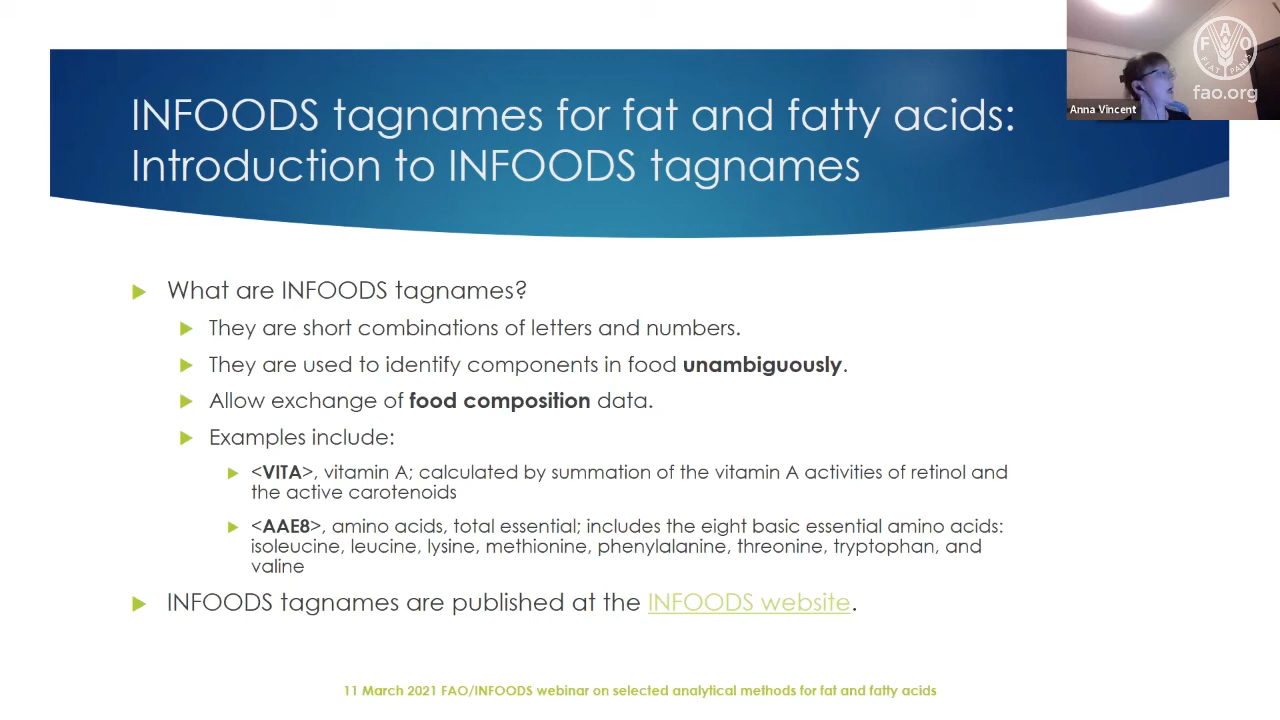 INFOODS tagnames for fat and fatty acids:
Introduction to INFOODS tagnames
FAO
FIAT PANIS
fao.org
Anna Vincent
What are INFOODS tagnames?
They are short combinations of letters and numbers.
They are used to identify components in food unambiguously.
Allow exchange of food composition data.
Examples include:
<VITA>, vitamin A; calculated by summation of the vitamin A activities of retinol and
the active carotenoids
<AAE8>, amino acids, total essential; includes the eight basic essential amino acids:
isoleucine, leucine, lysine, methionine, phenylalanine, threonine, tryptophan, and
valine
INFOODS tagnames are published at the INFOODS website.
11 March 2021 FAO/INFOODS webinar on selected analytical methods for fat and fatty acids